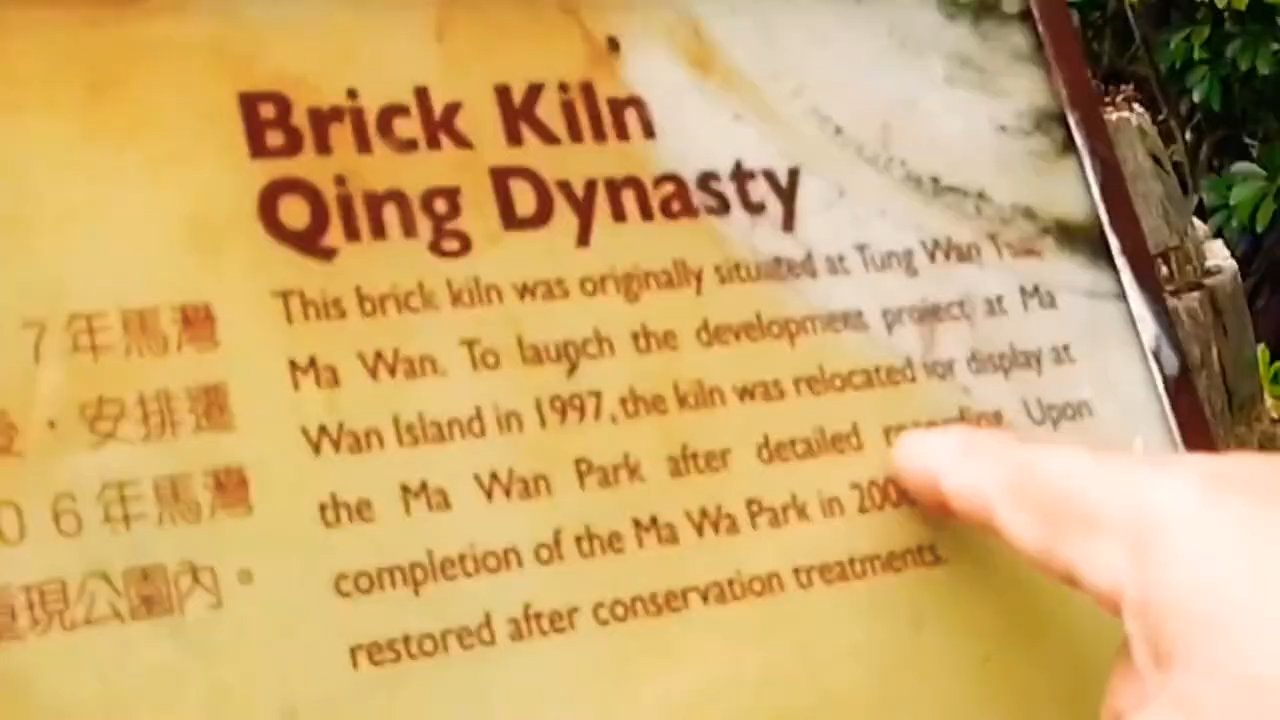 Brick Kiln
Qing Dynasty
This brick kiln was originally situated at Tung Wan
Ma Wan. To laugch the development project at Ma
Wan Island in 1997, the kiln was relocated for display at
the Ma Wan Park after detailed Upon
completion of the Ma Wa Park in
restored after conservation treatments.
7年馬灣
，安排遷
0 6年馬灣
重現公園內。